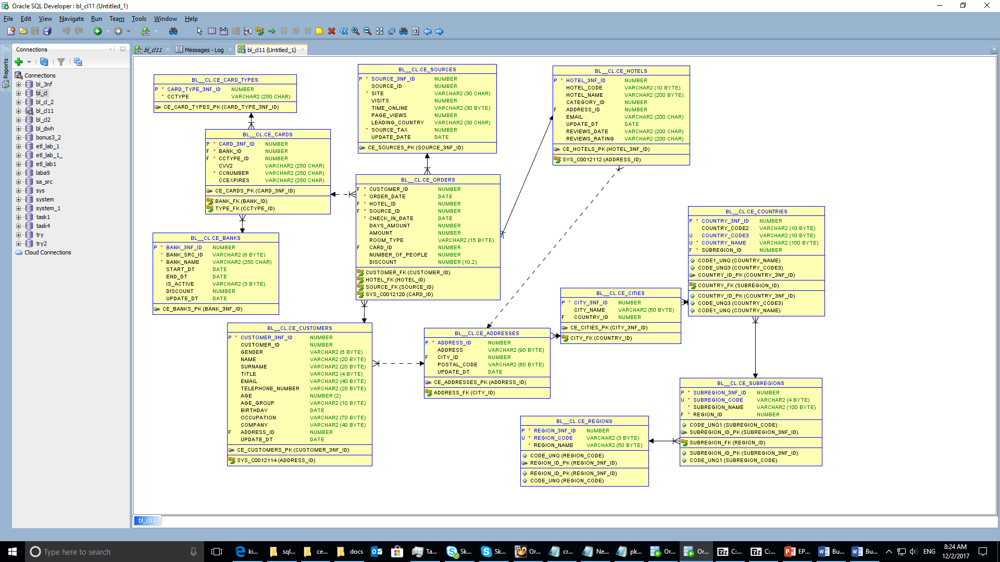 Oracle SQL Developer : bl_cl11 (Untitled_1)
File Edit View Navigate Run Team Tools Window Help
Reports
Connections
Connections
bl_3nf
bl_cl
bl_cl_2
bl_cl11
bl_cl2
bl_dwh
bonus3_2
etl_lab_1
etl_lab_1_
etl_lab1
laba9
sa_src
sys
system
system_1
task1
task4
try
try2
Cloud Connections
bl_cl11 Messages - Log bl_cl11 (Untitled_1)
BL__CL.CE_CARD_TYPES
P * CARD_TYPE_3NF_ID NUMBER
* CCTYPE VARCHAR2 (250 CHAR)
CE_CARD_TYPES_PK (CARD_TYPE_3NF_ID)
BL__CL.CE_SOURCES
P * SOURCE_3NF_ID NUMBER
SOURCE_ID NUMBER
* SITE VARCHAR2 (30 CHAR)
VISITS NUMBER
TIME_ONLINE VARCHAR2 (30 BYTE)
PAGE_VIEWS NUMBER
LEADING_COUNTRY VARCHAR2 (30 CHAR)
* SOURCE_TAX NUMBER
UPDATE_DATE DATE
CE_SOURCES_PK (SOURCE_3NF_ID)
BL__CL.CE_HOTELS
P * HOTEL_3NF_ID NUMBER
HOTEL_CODE VARCHAR2 (10 BYTE)
HOTEL_NAME VARCHAR2 (200 BYTE)
CATEGORY_ID NUMBER
F ADDRESS_ID NUMBER
EMAIL VARCHAR2 (200 CHAR)
UPDATE_DT DATE
REVIEWS_DATE VARCHAR2 (200 CHAR)
REVIEWS_RATING VARCHAR2 (200 CHAR)
CE_HOTELS_PK (HOTEL_3NF_ID)
SYS_C0012112 (ADDRESS_ID)
BL__CL.CE_CARDS
P * CARD_3NF_ID NUMBER
F * BANK_ID NUMBER
F * CCTYPE_ID NUMBER
CVV2 VARCHAR2 (250 CHAR)
* CCNUMBER VARCHAR2 (250 CHAR)
CCEXPIRES VARCHAR2 (250 CHAR)
CE_CARDS_PK (CARD_3NF_ID)
BANK_FK (BANK_ID)
TYPE_FK (CCTYPE_ID)
BL__CL.CE_ORDERS
F * CUSTOMER_ID NUMBER
* ORDER_DATE DATE
F * HOTEL_ID NUMBER
F * SOURCE_ID NUMBER
* CHECK_IN_DATE DATE
DAYS_AMOUNT NUMBER
AMOUNT NUMBER
ROOM_TYPE VARCHAR2 (15 BYTE)
F CARD_ID NUMBER
NUMBER_OF_PEOPLE NUMBER
DISCOUNT NUMBER (10,2)
CUSTOMER_FK (CUSTOMER_ID)
HOTEL_FK (HOTEL_ID)
SOURCE_FK (SOURCE_ID)
SYS_C0012120 (CARD_ID)
BL__CL.CE_BANKS
P * BANK_3NF_ID NUMBER
* BANK_SRC_ID VARCHAR2 (8 BYTE)
* BANK_NAME VARCHAR2 (250 CHAR)
START_DT DATE
END_DT DATE
IS_ACTIVE VARCHAR2 (3 BYTE)
DISCOUNT NUMBER
UPDATE_DT DATE
CE_BANKS_PK (BANK_3NF_ID)
BL__CL.CE_COUNTRIES
P * COUNTRY_3NF_ID NUMBER
COUNTRY_CODE2 VARCHAR2 (10 BYTE)
U COUNTRY_CODE3 VARCHAR2 (10 BYTE)
U * COUNTRY_NAME VARCHAR2 (100 BYTE)
F * SUBREGION_ID NUMBER
CODE1_UNQ (COUNTRY_NAME)
CODE_UNQ3 (COUNTRY_CODE3)
COUNTRY_ID_PK (COUNTRY_3NF_ID)
COUNTRY_FK (SUBREGION_ID)
COUNTRY_ID_PK (COUNTRY_3NF_ID)
CODE_UNQ3 (COUNTRY_CODE3)
CODE1_UNQ (COUNTRY_NAME)
BL__CL.CE_CITIES
P * CITY_3NF_ID NUMBER
CITY_NAME VARCHAR2 (50 BYTE)
F COUNTRY_ID NUMBER
CE_CITIES_PK (CITY_3NF_ID)
CITY_FK (COUNTRY_ID)
BL__CL.CE_CUSTOMERS
P * CUSTOMER_3NF_ID NUMBER
CUSTOMER_ID NUMBER
GENDER VARCHAR2 (6 BYTE)
NAME VARCHAR2 (20 BYTE)
SURNAME VARCHAR2 (20 BYTE)
TITLE VARCHAR2 (4 BYTE)
EMAIL VARCHAR2 (40 BYTE)
TELEPHONE_NUMBER VARCHAR2 (20 BYTE)
AGE NUMBER (2)
AGE_GROUP VARCHAR2 (10 BYTE)
BIRTHDAY DATE
OCCUPATION VARCHAR2 (70 BYTE)
COMPANY VARCHAR2 (40 BYTE)
F ADDRESS_ID NUMBER
UPDATE_DT DATE
CE_CUSTOMERS_PK (CUSTOMER_3NF_ID)
SYS_C0012114 (ADDRESS_ID)
BL__CL.CE_ADDRESSES
P * ADDRESS_ID NUMBER
ADDRESS VARCHAR2 (90 BYTE)
F CITY_ID NUMBER
POSTAL_CODE VARCHAR2 (60 BYTE)
UPDATE_DT DATE
CE_ADDRESSES_PK (ADDRESS_ID)
ADDRESS_FK (CITY_ID)
BL__CL.CE_SUBREGIONS
P * SUBREGION_3NF_ID NUMBER
U * SUBREGION_CODE VARCHAR2 (4 BYTE)
* SUBREGION_NAME VARCHAR2 (100 BYTE)
F * REGION_ID NUMBER
CODE_UNQ1 (SUBREGION_CODE)
SUBREGION_ID_PK (SUBREGION_3NF_ID)
SUBREGION_FK (REGION_ID)
SUBREGION_ID_PK (SUBREGION_3NF_ID)
CODE_UNQ1 (SUBREGION_CODE)
BL__CL.CE_REGIONS
P * REGION_3NF_ID NUMBER
U * REGION_CODE VARCHAR2 (3 BYTE)
* REGION_NAME VARCHAR2 (50 BYTE)
CODE_UNQ (REGION_CODE)
REGION_ID_PK (REGION_3NF_ID)
REGION_ID_PK (REGION_3NF_ID)
CODE_UNQ (REGION_CODE)
bl_cl11
Type here to search ki... sql... ce... docs Ta... Sk... Sk... Or... cr... Ne... pk... Or... Or... C:... C:... EP... Bu... Bu... ENG 8:24 AM
12/2/2017